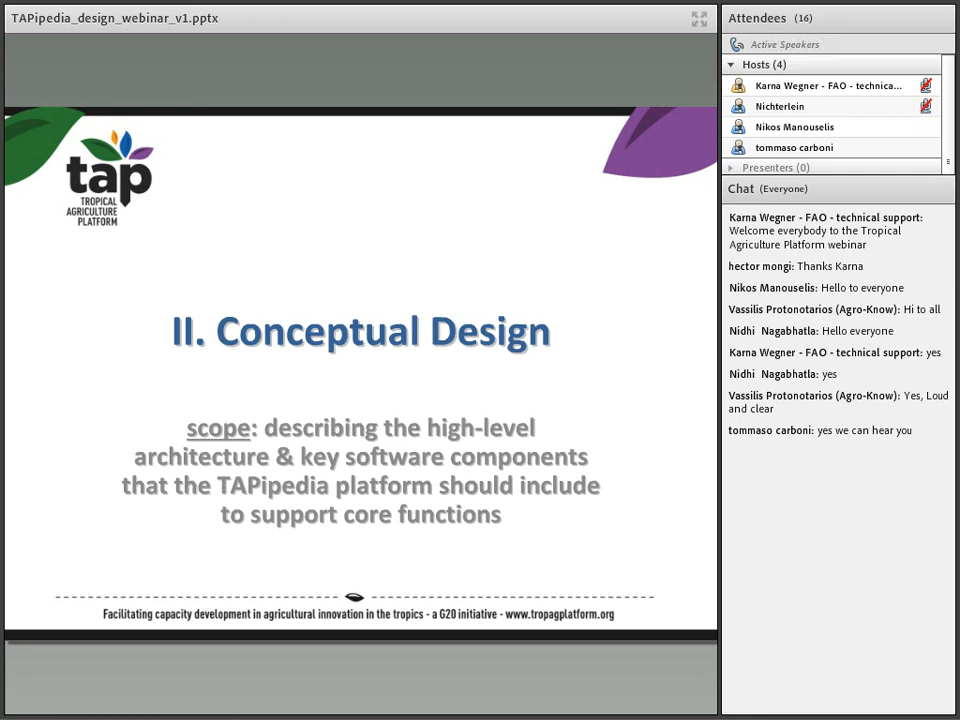 TAPipedia_design_webinar_v1.pptx
tap
TROPICAL
AGRICULTURE
PLATFORM
II. Conceptual Design
scope: describing the high-level
architecture & key software components
that the TAPipedia platform should include
to support core functions
Facilitating capacity development in agricultural innovation in the tropics - a G20 initiative - www.tropagplatform.org
Attendees (16)
Active Speakers
Hosts (4)
Karna Wegner - FAO - technica...
Nichterlein
Nikos Manouselis
tommaso carboni
Presenters (0)
Chat (Everyone)
Karna Wegner - FAO - technical support:
Welcome everybody to the Tropical
Agriculture Platform webinar
hector mongi: Thanks Karna
Nikos Manouselis: Hello to everyone
Vassilis Protonotarios (Agro-Know): Hi to all
Nidhi Nagabhatla: Hello everyone
Karna Wegner - FAO - technical support: yes
Nidhi Nagabhatla: yes
Vassilis Protonotarios (Agro-Know): Yes, Loud
and clear
tommaso carboni: yes we can hear you